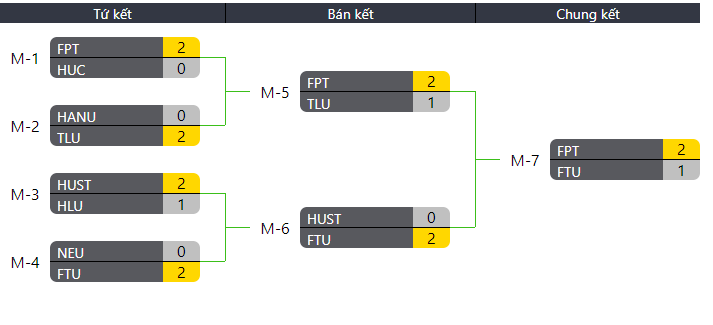 Tứ kết
Bán kết
Chung kết
M-1
FPT 2
HUC 0
M-2
HANU 0
TLU 2
M-3
HUST 2
HLU 1
M-4
NEU 0
FTU 2
M-5
FPT 2
TLU 1
M-6
HUST 0
FTU 2
M-7
FPT 2
FTU 1